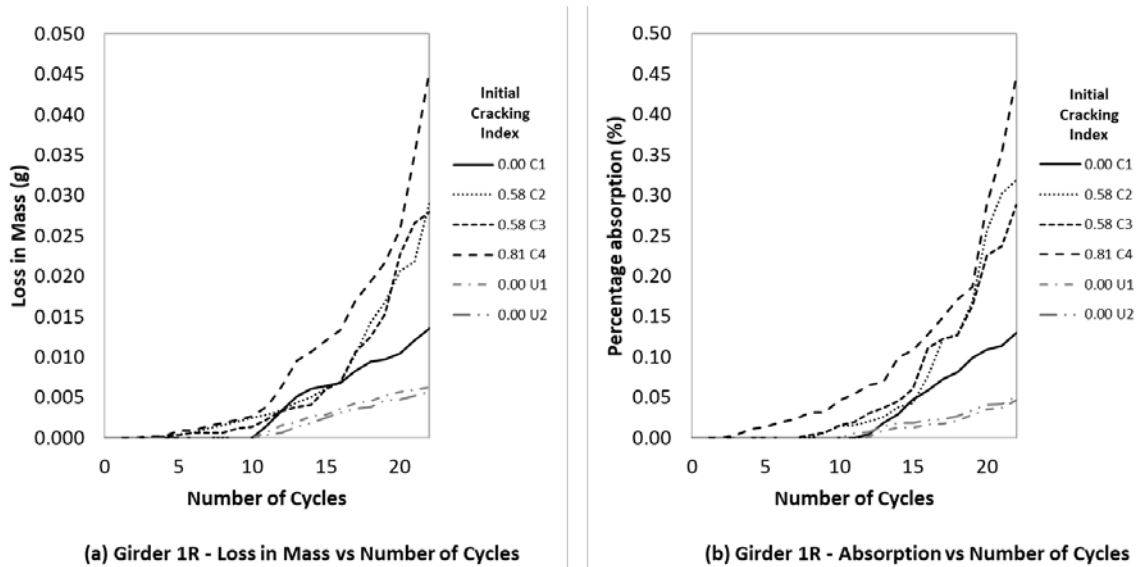 0.050
0.045
0.040
0.035
0.030
0.025
0.020
0.015
0.010
0.005
0.000
Loss in Mass (g)
0 5 10 15 20
Number of Cycles
Initial
Cracking
Index
0.00 C1
0.58 C2
0.58 C3
0.81 C4
0.00 U1
0.00 U2
(a) Girder 1R - Loss in Mass vs Number of Cycles
0.50
0.45
0.40
0.35
0.30
0.25
0.20
0.15
0.10
0.05
0.00
Percentage absorption (%)
0 5 10 15 20
Number of Cycles
Initial
Cracking
Index
0.00 C1
0.58 C2
0.58 C3
0.81 C4
0.00 U1
0.00 U2
(b) Girder 1R - Absorption vs Number of Cycles